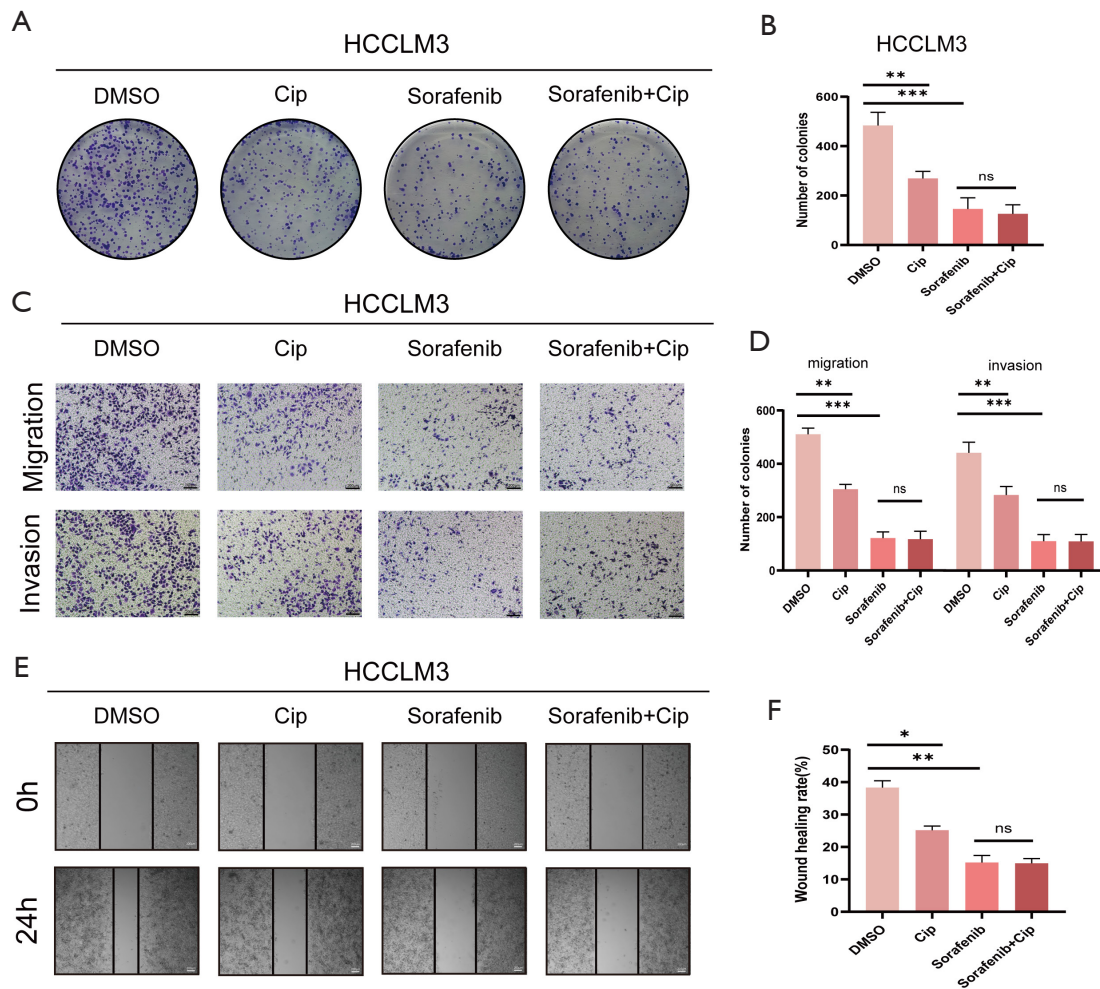 A
HCCLM3
DMSO Cip Sorafenib Sorafenib+Cip
B
HCCLM3
**
***
ns
Number of colonies
600
400
200
0
DMSO
Cip
Sorafenib
Sorafenib+Cip
C
HCCLM3
DMSO Cip Sorafenib Sorafenib+Cip
Migration
Invasion
D
migration
invasion
**
***
ns
**
***
ns
Number of colonies
600
400
200
0
DMSO
Cip
Sorafenib
Sorafenib+Cip
DMSO
Cip
Sorafenib
Sorafenib+Cip
E
HCCLM3
DMSO Cip Sorafenib Sorafenib+Cip
0h
24h
F
*
**
ns
Wound healing rate(%)
50
40
30
20
10
0
DMSO
Cip
Sorafenib
Sorafenib+Cip